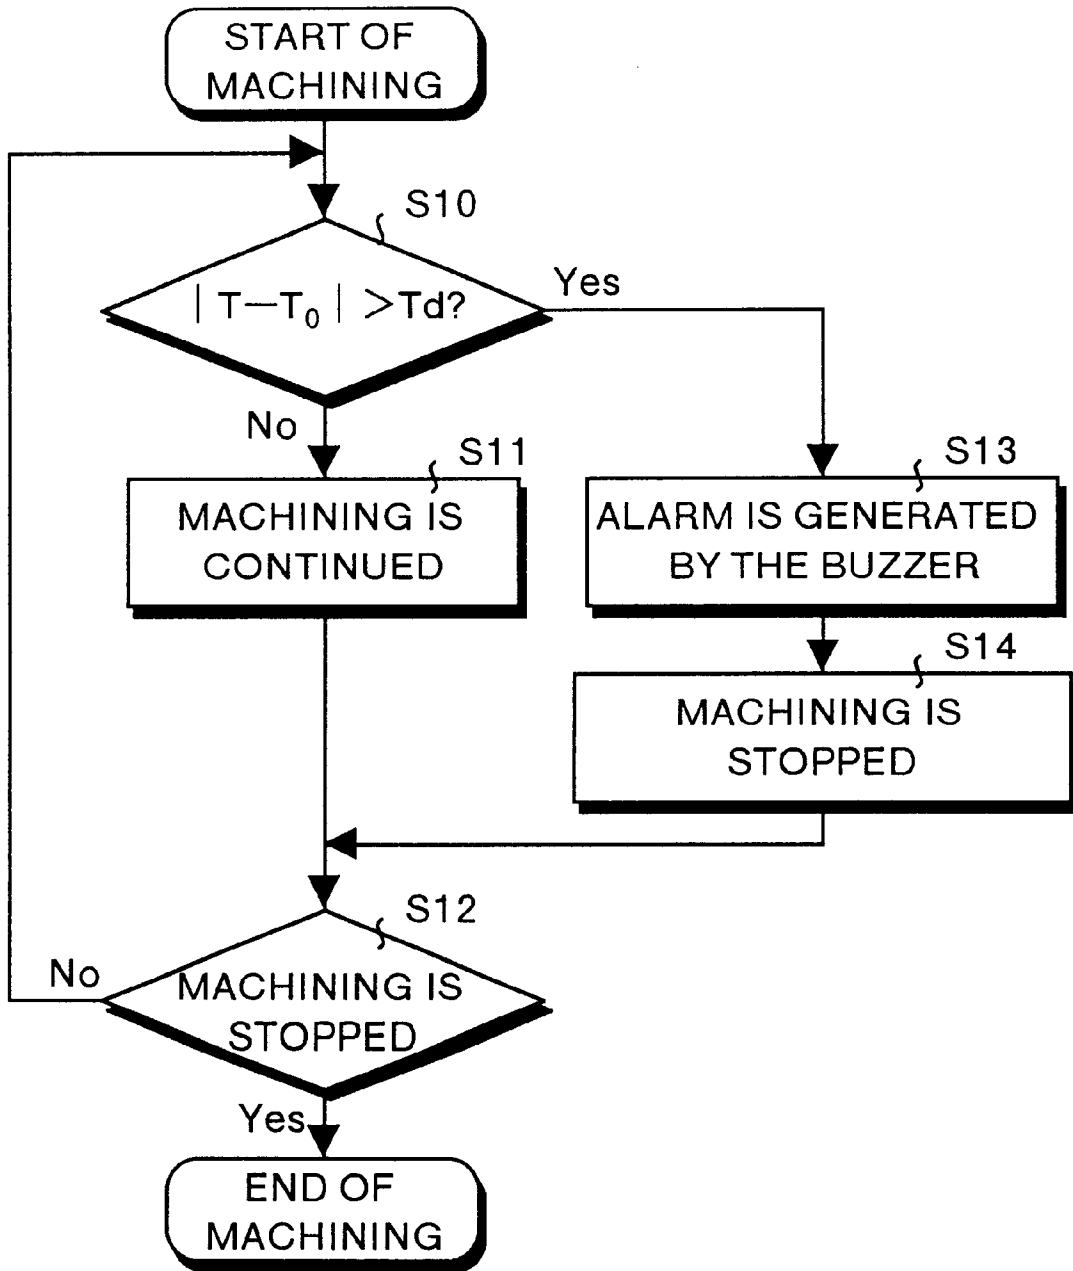 START OF
MACHINING
S10
| T—T₀ | >Td?
Yes
No
S11
MACHINING IS
CONTINUED
S13
ALARM IS GENERATED
BY THE BUZZER
S14
MACHINING IS
STOPPED
S12
No
MACHINING IS
STOPPED
Yes
END OF
MACHINING